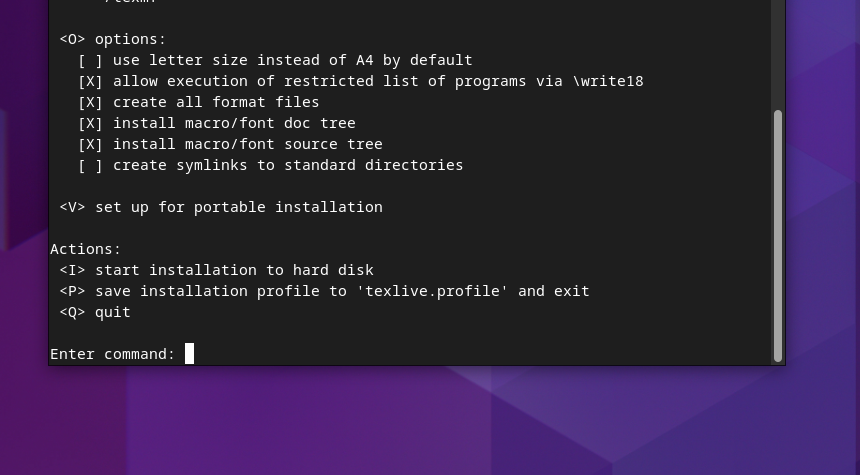 <O> options:
[ ] use letter size instead of A4 by default
[X] allow execution of restricted list of programs via \write18
[X] create all format files
[X] install macro/font doc tree
[X] install macro/font source tree
[ ] create symlinks to standard directories
<V> set up for portable installation
Actions:
<I> start installation to hard disk
<P> save installation profile to 'texlive.profile' and exit
<Q> quit
Enter command: